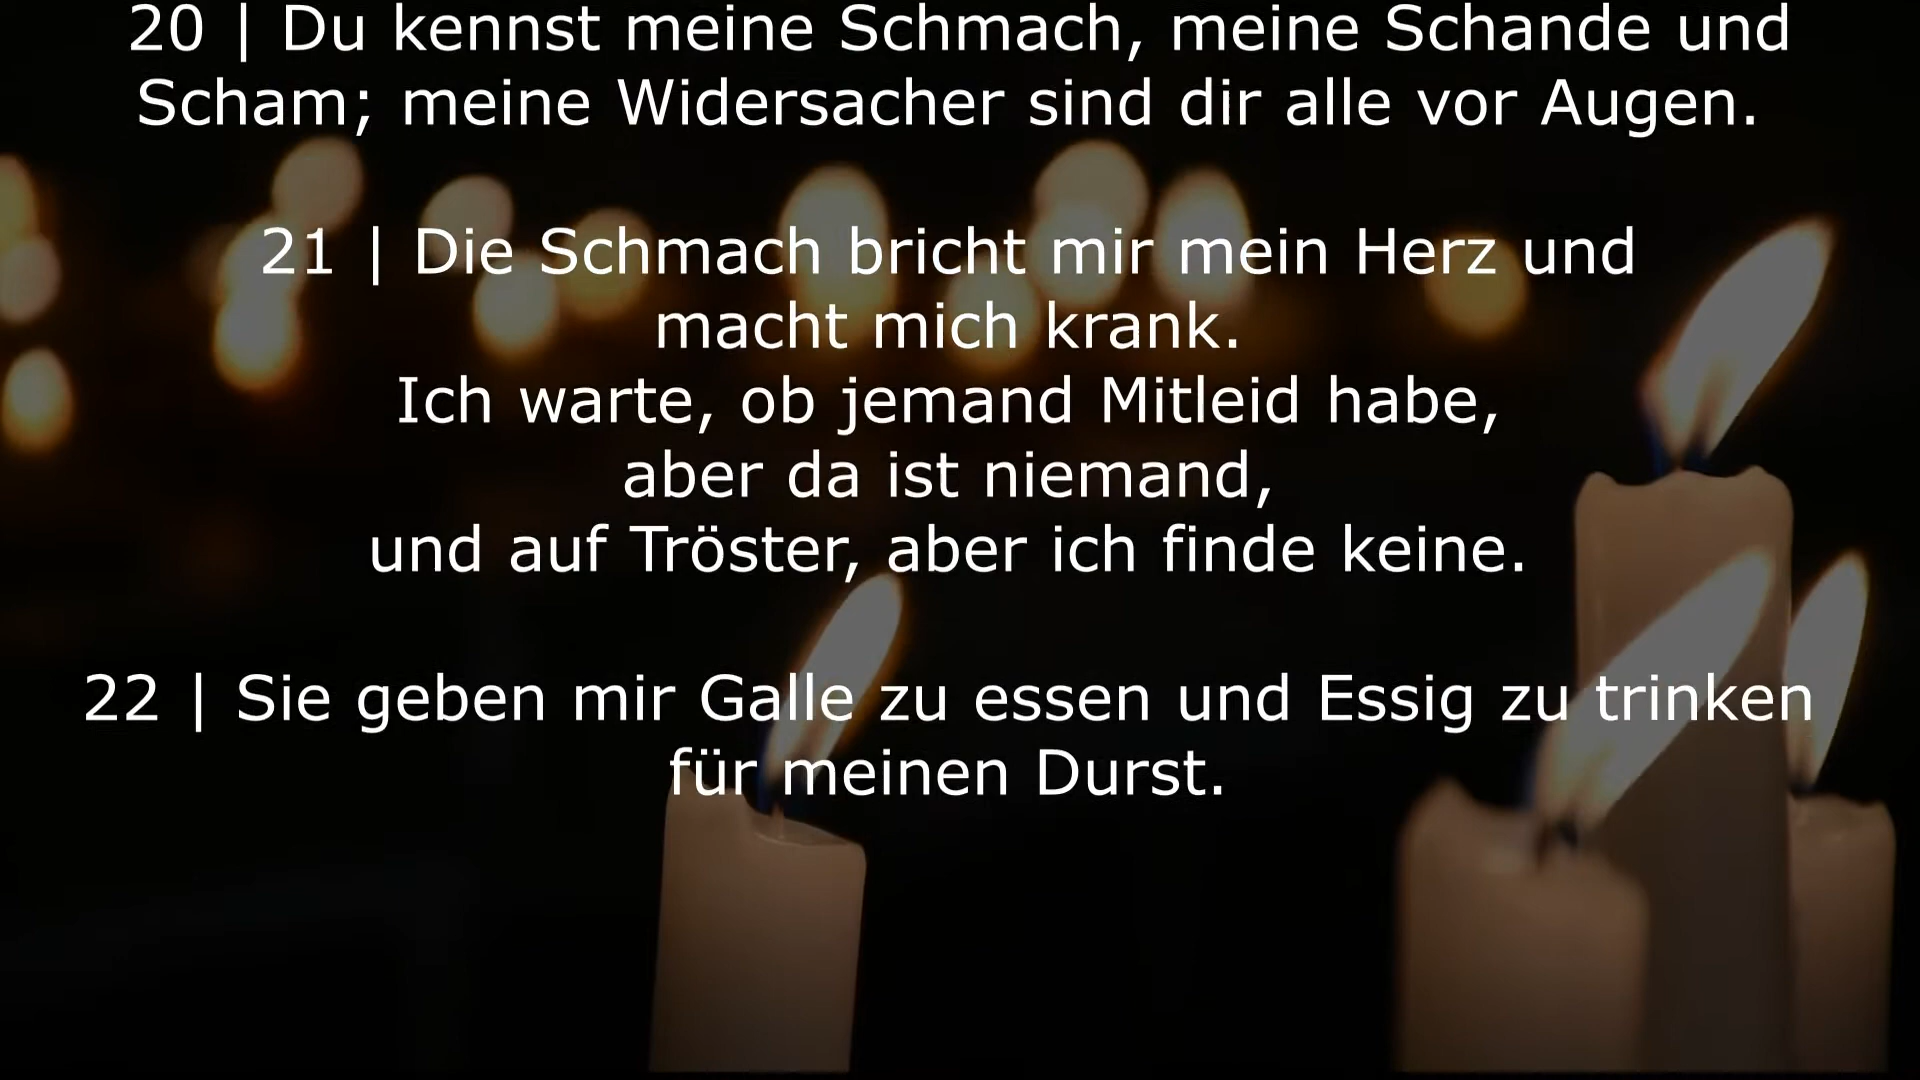 20 | Du kennst meine Schmach, meine Schande und
Scham; meine Widersacher sind dir alle vor Augen.
21 | Die Schmach bricht mir mein Herz und
macht mich krank.
Ich warte, ob jemand Mitleid habe,
aber da ist niemand,
und auf Tröster, aber ich finde keine.
22 | Sie geben mir Galle zu essen und Essig zu trinken
für meinen Durst.